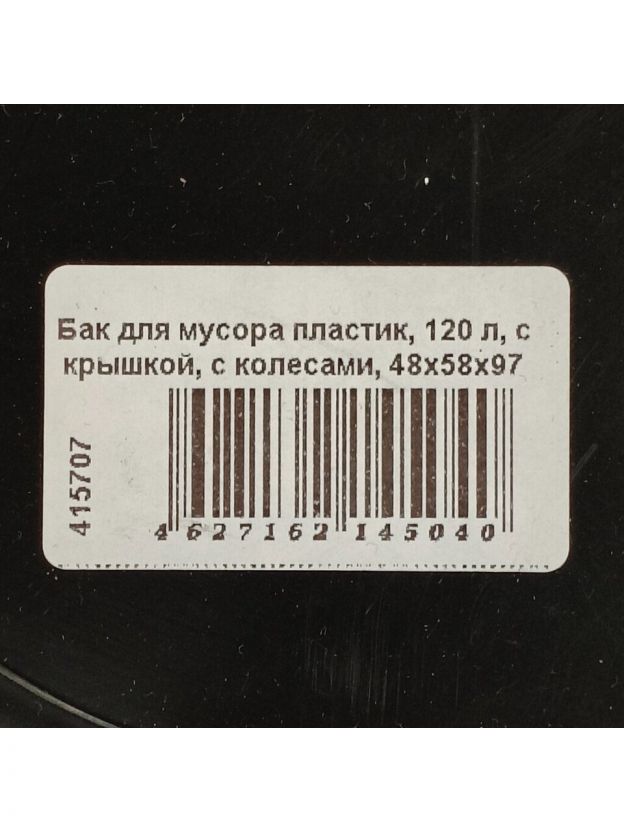 Бак для мусора пластик, 120 л, с
крышкой, с колесами, 48х58х97
415707
4 627162 145040